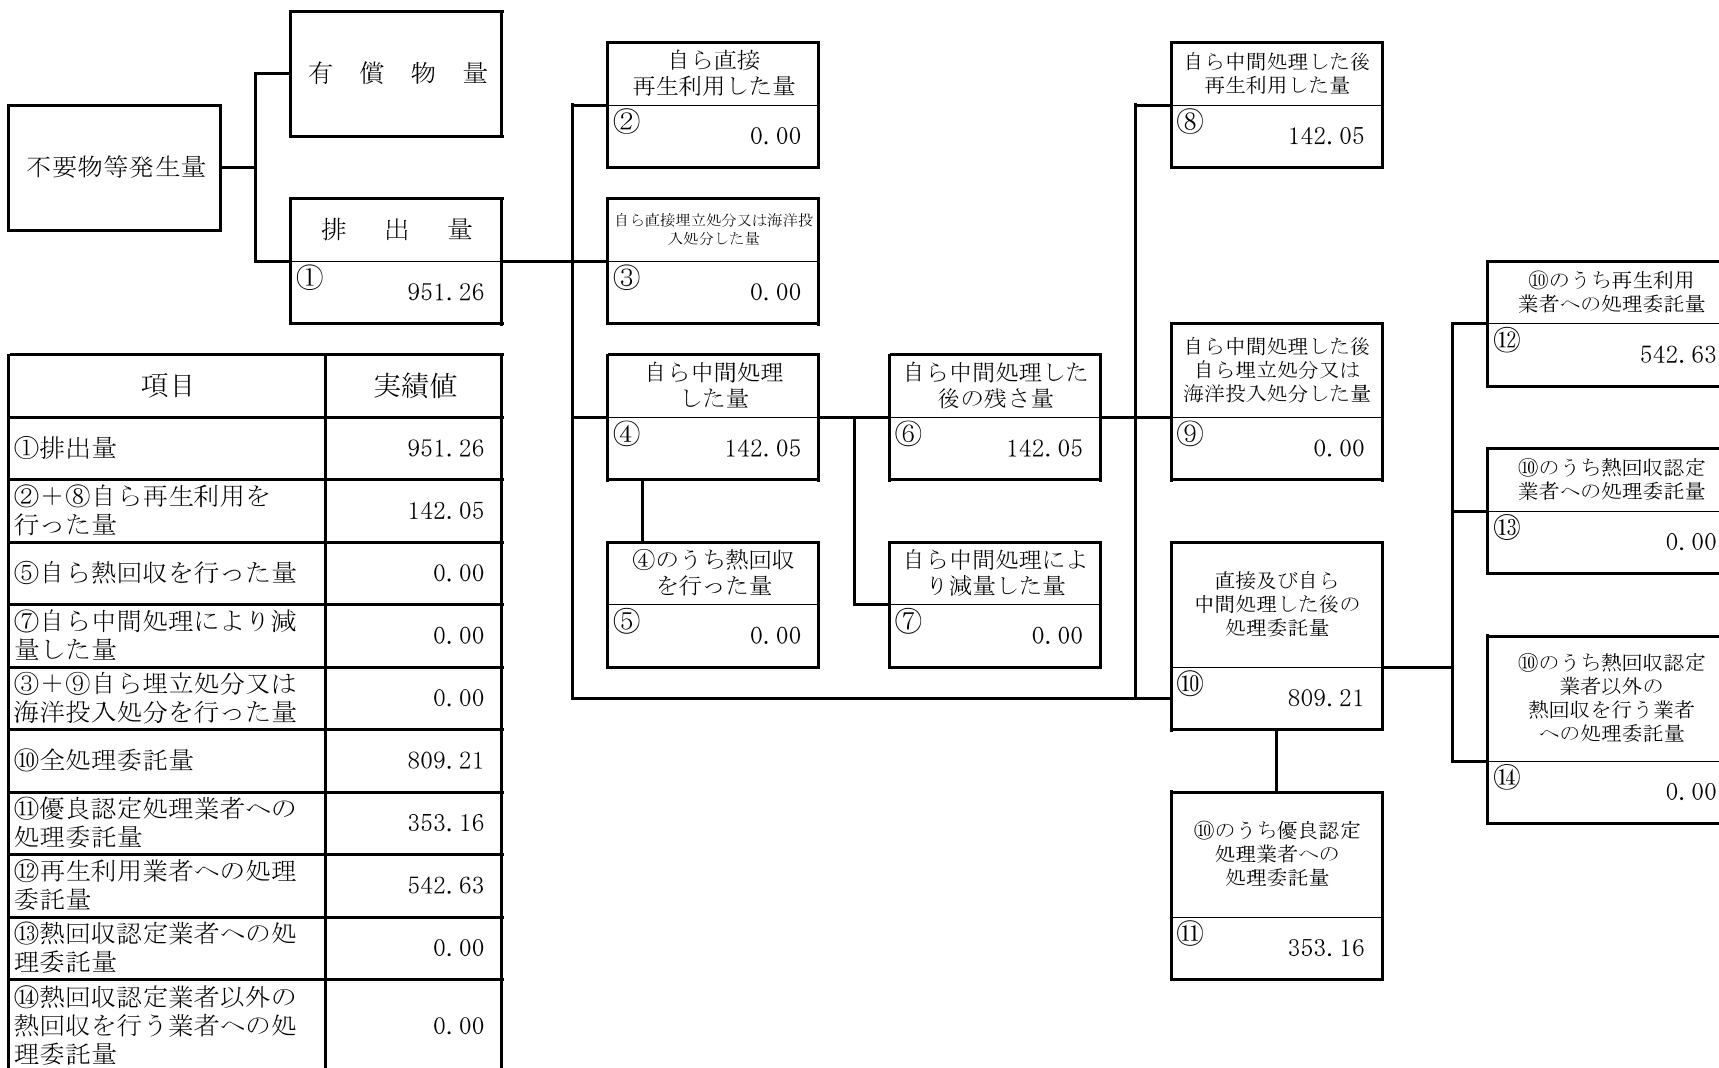 不要物等発生量
有償物量
排出量
①
951.26
自ら直接
再生利用した量
②
0.00
自ら直接埋立処分又は海洋投
入処分した量
③
0.00
自ら中間処理
した量
④
142.05
④のうち熱回収
を行った量
⑤
0.00
自ら中間処理した
後の残さ量
⑥
142.05
自ら中間処理によ
り減量した量
⑦
0.00
自ら中間処理した後
再生利用した量
⑧
142.05
自ら中間処理した後
自ら埋立処分又は
海洋投入処分した量
⑨
0.00
直接及び自ら
中間処理した後の
処理委託量
⑩
809.21
⑩のうち優良認定
処理業者への
処理委託量
⑪
353.16
⑩のうち再生利用
業者への処理委託量
⑫
542.63
⑩のうち熱回収認定
業者への処理委託量
⑬
0.00
⑩のうち熱回収認定
業者以外の
熱回収を行う業者
への処理委託量
⑭
0.00
項目 実績値
①排出量 951.26
②＋⑧自ら再生利用を
行った量 142.05
⑤自ら熱回収を行った量 0.00
⑦自ら中間処理により減
量した量 0.00
③＋⑨自ら埋立処分又は
海洋投入処分を行った量 0.00
⑩全処理委託量 809.21
⑪優良認定処理業者への
処理委託量 353.16
⑫再生利用業者への処理
委託量 542.63
⑬熱回収認定業者への処
理委託量 0.00
⑭熱回収認定業者以外の
熱回収を行う業者への処
理委託量 0.00